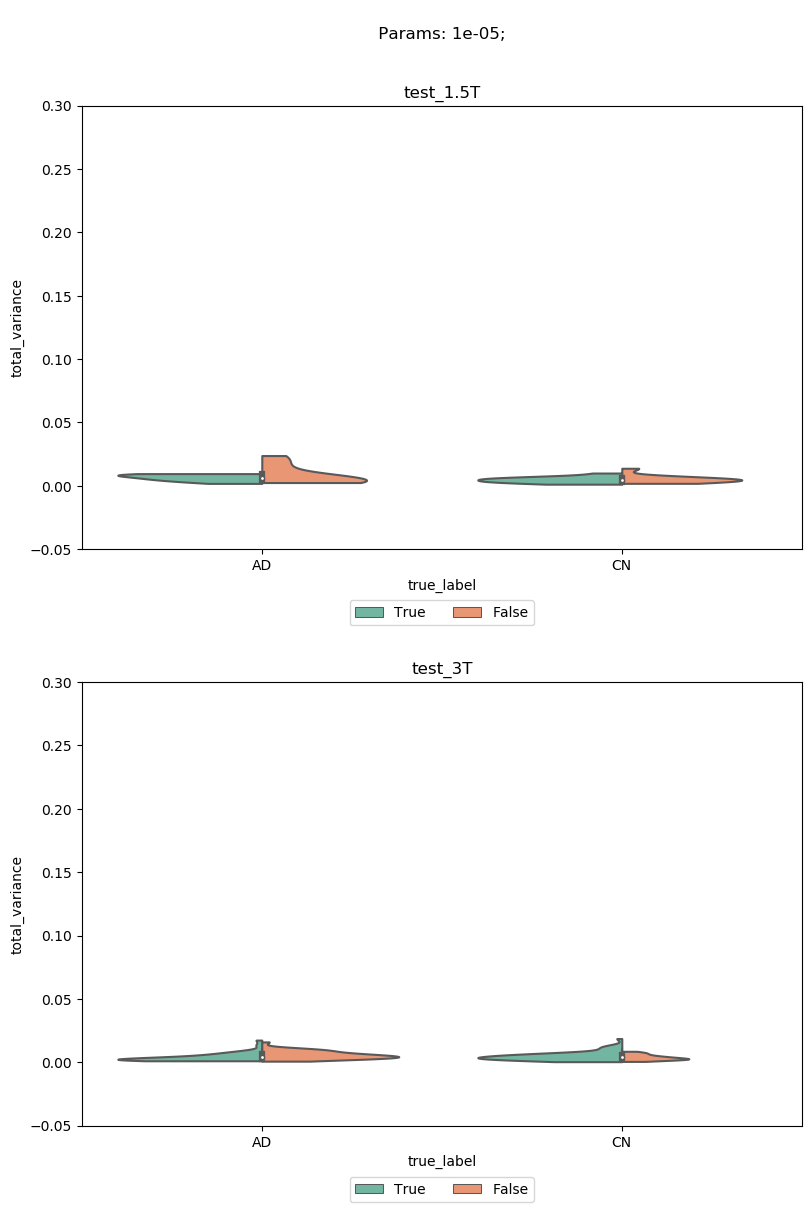 Params: 1e-05;
test_1.5T
0.30
0.25
0.20
0.15
0.10
0.05
0.00
−0.05
total_variance
AD
CN
true_label
True
False
test_3T
0.30
0.25
0.20
0.15
0.10
0.05
0.00
−0.05
total_variance
AD
CN
true_label
True
False